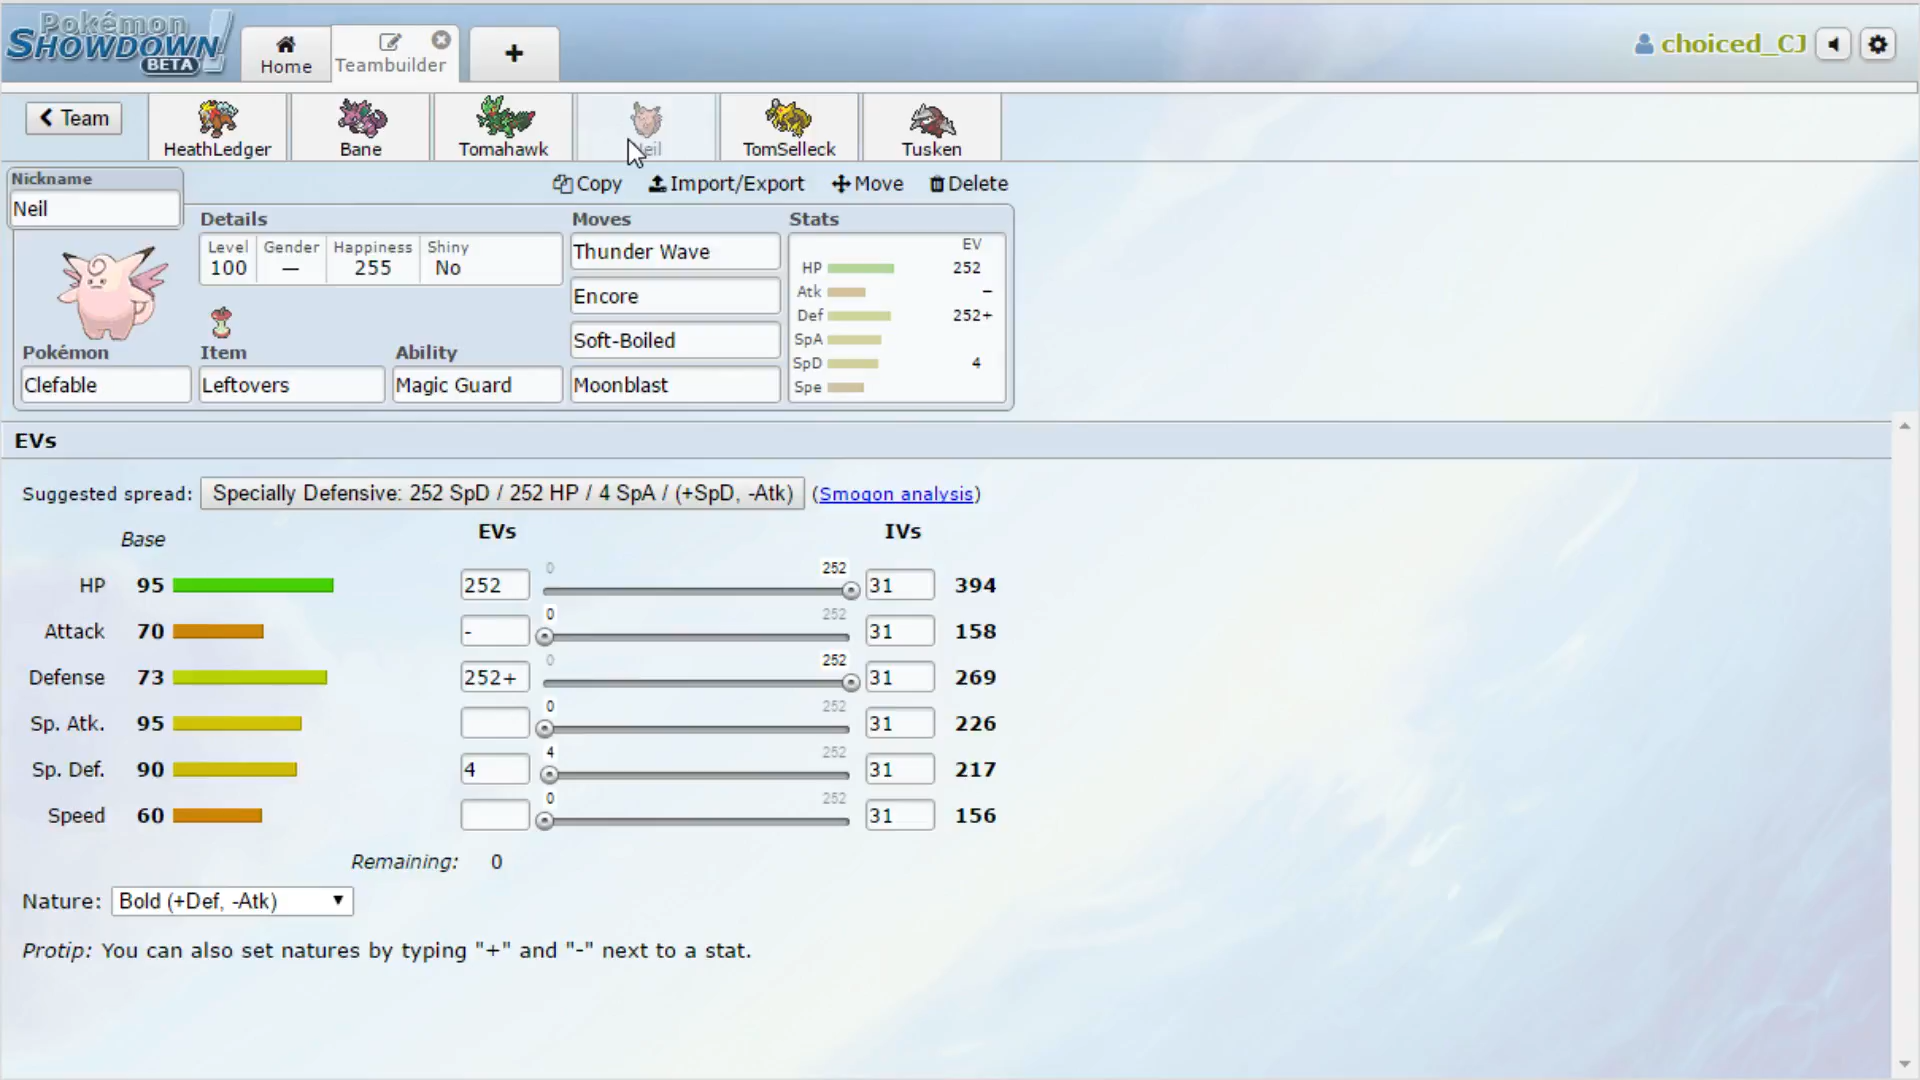 Pokémon
SHOWDOWN!
BETA
Home
Teambuilder
+
choiced_CJ
Team
HeathLedger
Bane
Tomahawk
TomSelleck
Tusken
Nickname
Neil
Copy
Import/Export
Move
Delete
Details
Level
100
Gender
—
Happiness
255
Shiny
No
Pokémon
Clefable
Item
Leftovers
Ability
Magic Guard
Moves
Thunder Wave
Encore
Soft-Boiled
Moonblast
Stats
EV
HP 252
Atk –
Def 252+
SpA
SpD 4
Spe
EVs
Suggested spread: Specially Defensive: 252 SpD / 252 HP / 4 SpA / (+SpD, -Atk) (Smogon analysis)
Base EVs IVs
HP 95 252 0 252 31 394
Attack 70 - 0 252 31 158
Defense 73 252+ 0 252 31 269
Sp. Atk. 95 0 252 31 226
Sp. Def. 90 4 4 252 31 217
Speed 60 0 252 31 156
Remaining: 0
Nature: Bold (+Def, -Atk)
Protip: You can also set natures by typing "+" and "-" next to a stat.